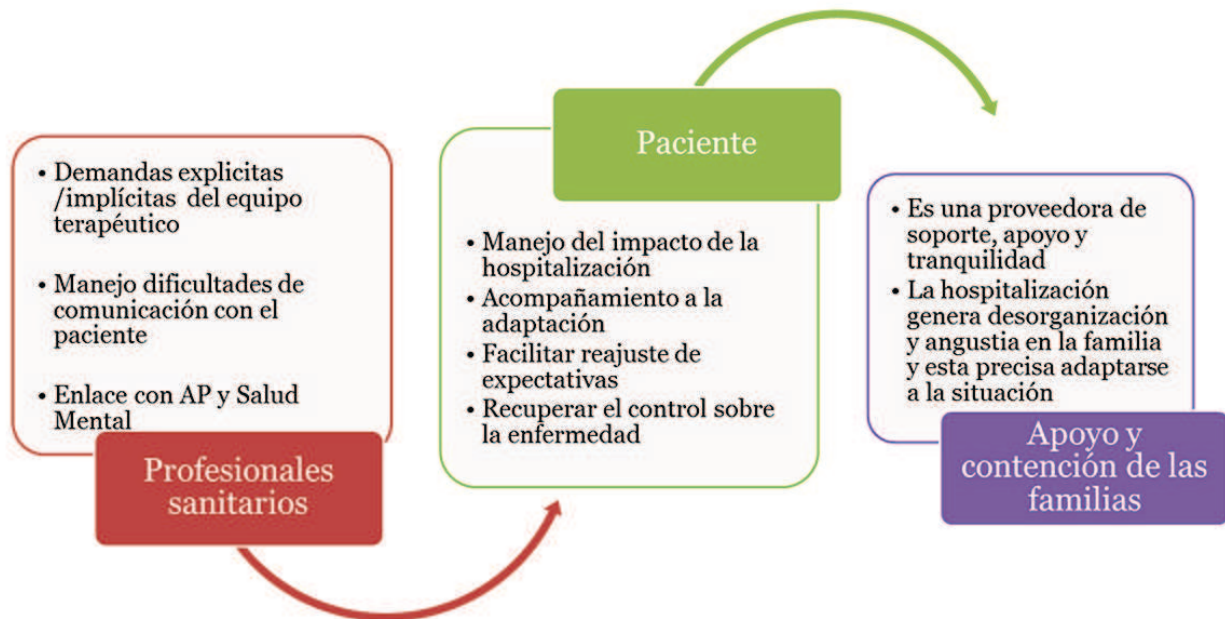 • Demandas explicitas
/implícitas del equipo
terapéutico
• Manejo dificultades de
comunicación con el
paciente
• Enlace con AP y Salud
Mental
Profesionales
sanitarios
Paciente
• Manejo del impacto de la
hospitalización
• Acompañamiento a la
adaptación
• Facilitar reajuste de
expectativas
• Recuperar el control sobre
la enfermedad
• Es una proveedora de
soporte, apoyo y
tranquilidad
• La hospitalización
genera desorganización
y angustia en la familia
y esta precisa adaptarse
a la situación
Apoyo y
contención de las
familias